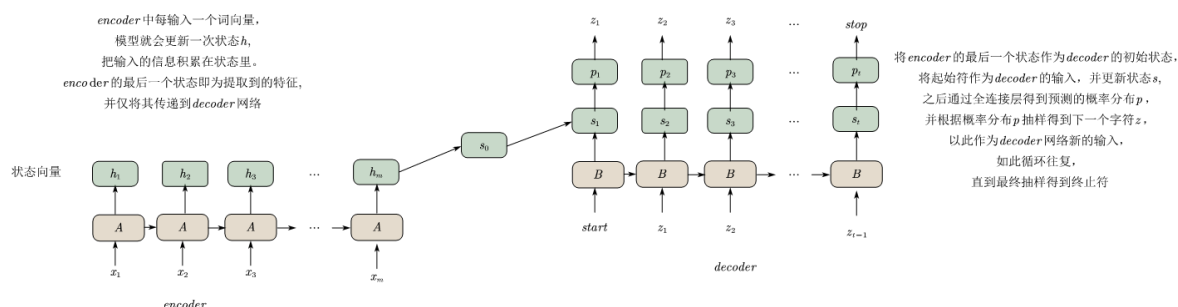 encoder中每输入一个词向量，
模型就会更新一次状态h，
把输入的信息积累在状态里。
encoder的最后一个状态即为提取到的特征，
并仅将其传递到decoder网络
z₁ z₂ z₃ ... stop
p₁ p₂ p₃ ... pₜ
s₁ s₂ s₃ ... sₜ
s₀
状态向量 h₁ h₂ h₃ ... hₘ
B B B ... B
A A A ... A
start z₁ z₂ zₜ₋₁
x₁ x₂ x₃ xₘ
decoder
encoder
将encoder的最后一个状态作为decoder的初始状态，
将起始符作为decoder的输入，并更新状态s，
之后通过全连接层得到预测的概率分布p，
并根据概率分布p抽样得到下一个字符z，
以此作为decoder网络新的输入，
如此循环往复，
直到最终抽样得到终止符